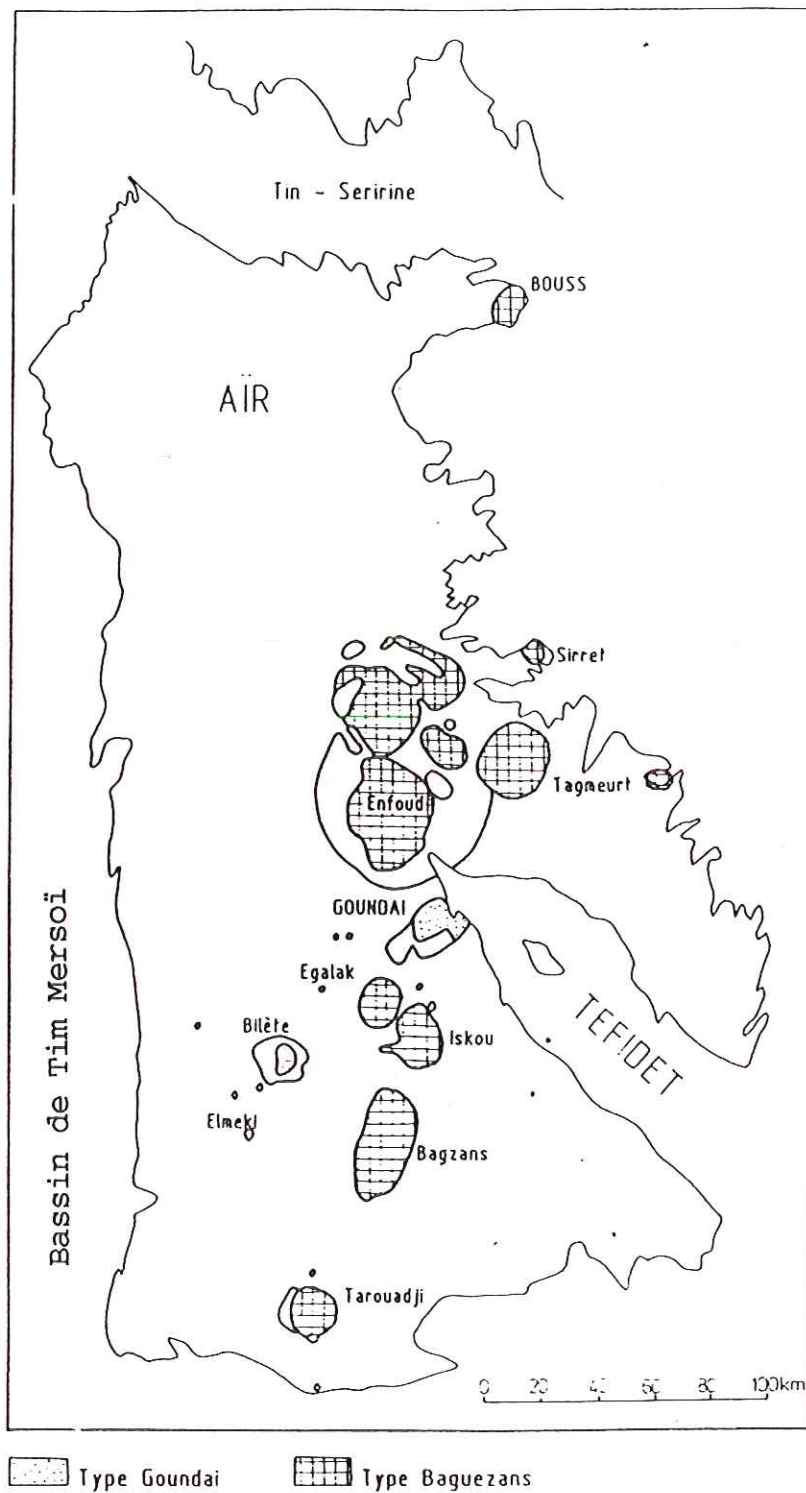 Tin - Seririne
BOUSS
AÏR
Sirret
Tagmeurt
Enfoud
GOUNDAI
Egalak
Iskou
TEFIDET
Bilète
Elmeki
Bagzans
Bassin de Tim Mersoï
Tarouadji
0 20 40 60 80 100km
Type Goundai
Type Baguezans